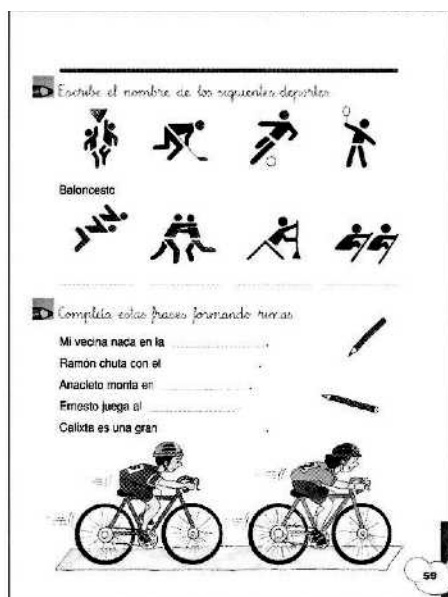 Escribe el nombre de los siguientes deportes
Baloncesto
Completa estas frases formando rimas
Mi vecina nada en la
Ramón chuta con el
Anacleto monta en
Ernesto juega al
Calixta es una gran
59